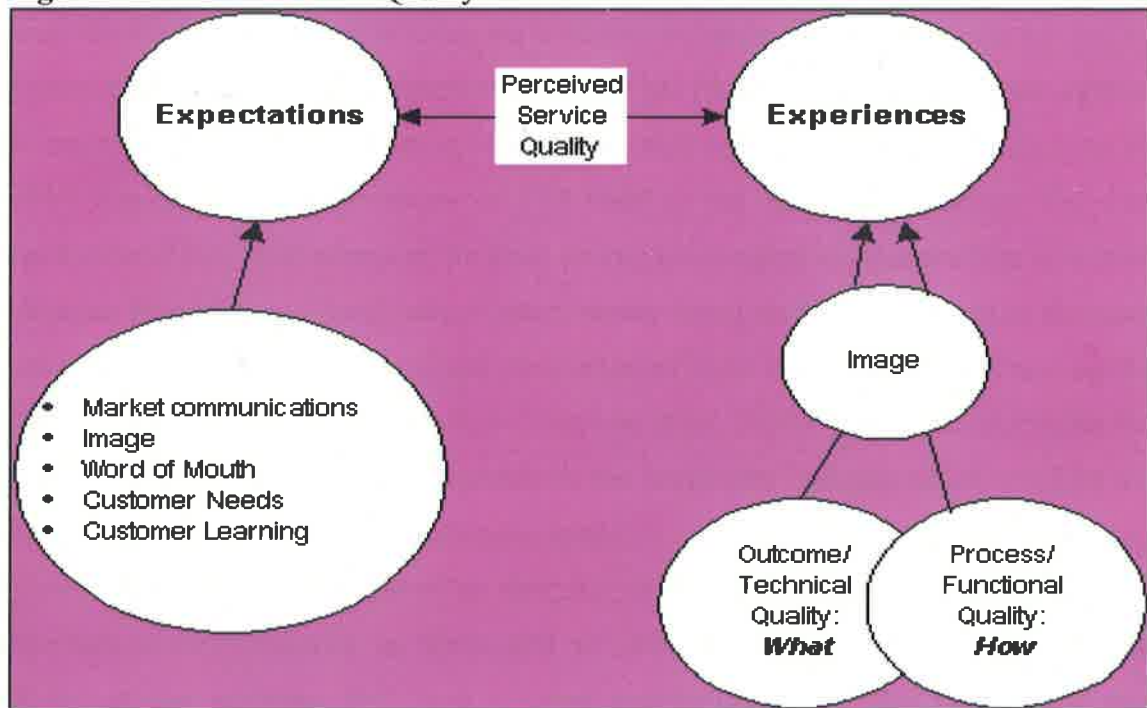 Quality
Expectations
Perceived
Service
Quality
Experiences
• Market communications
• Image
• Word of Mouth
• Customer Needs
• Customer Learning
Image
Outcome/
Technical
Quality:
What
Process/
Functional
Quality:
How